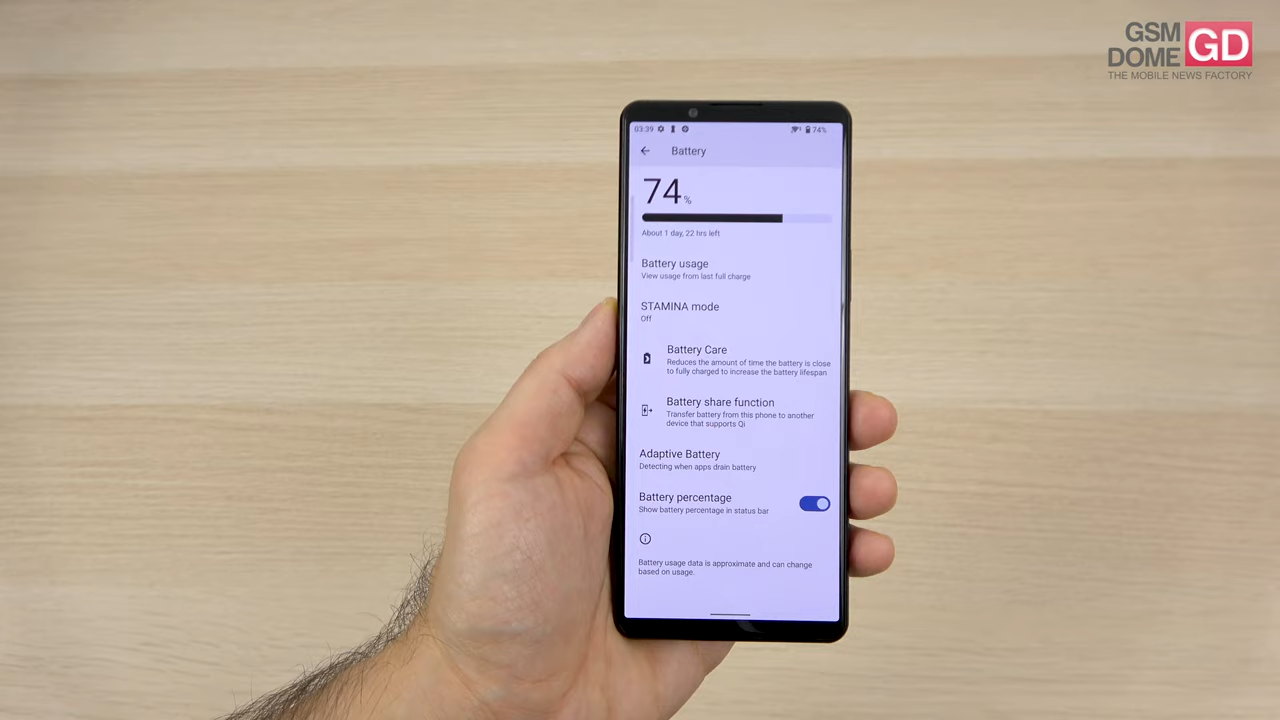 GSM
DOME GD
THE MOBILE NEWS FACTORY
03:39
74%
Battery
74%
About 1 day, 22 hrs left
Battery usage
View usage from last full charge
STAMINA mode
Off
Battery Care
Reduces the amount of time the battery is close
to fully charged to increase the battery lifespan
Battery share function
Transfer battery from this phone to another
device that supports Qi
Adaptive Battery
Detecting when apps drain battery
Battery percentage
Show battery percentage in status bar
Battery usage data is approximate and can change
based on usage.